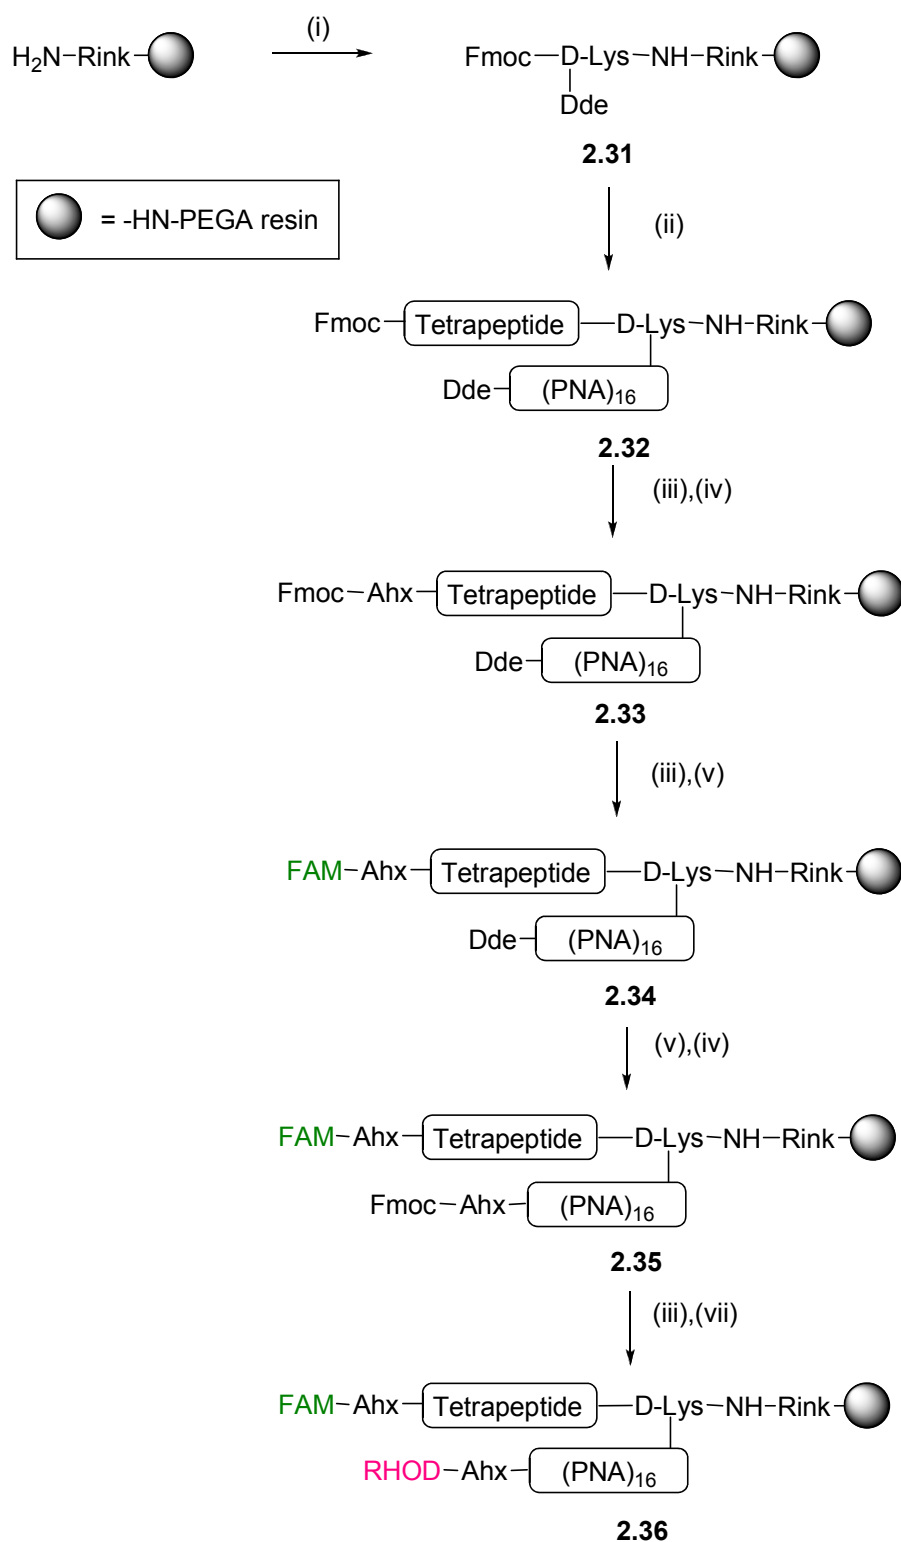 (i)
H₂N–Rink
Fmoc–D-Lys–NH–Rink
Dde
2.31
= -HN-PEGA resin
(ii)
Fmoc–Tetrapeptide–D-Lys–NH–Rink
Dde–(PNA)₁₆
2.32
(iii),(iv)
Fmoc–Ahx–Tetrapeptide–D-Lys–NH–Rink
Dde–(PNA)₁₆
2.33
(iii),(v)
FAM–Ahx–Tetrapeptide–D-Lys–NH–Rink
Dde–(PNA)₁₆
2.34
(v),(iv)
FAM–Ahx–Tetrapeptide–D-Lys–NH–Rink
Fmoc–Ahx–(PNA)₁₆
2.35
(iii),(vii)
FAM–Ahx–Tetrapeptide–D-Lys–NH–Rink
RHOD–Ahx–(PNA)₁₆
2.36